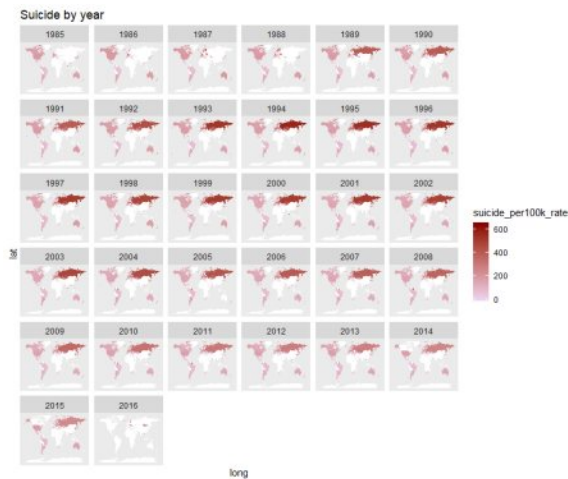 Suicide by year
1985 1986 1987 1988 1989 1990
1991 1992 1993 1994 1995 1996
1997 1998 1999 2000 2001 2002
suicide_per100k_rate
600
400
200
0
lat
2003 2004 2005 2006 2007 2008
2009 2010 2011 2012 2013 2014
2015 2016
long